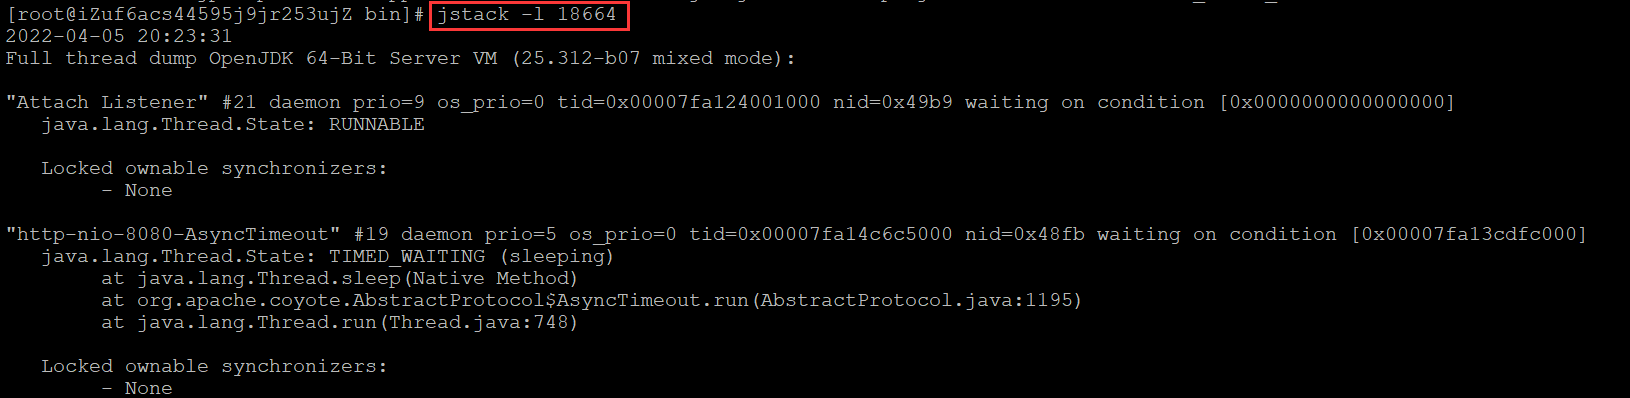 [root@iZuf6acs44595j9jr253ujZ bin]# jstack -l 18664
2022-04-05 20:23:31
Full thread dump OpenJDK 64-Bit Server VM (25.312-b07 mixed mode):
"Attach Listener" #21 daemon prio=9 os_prio=0 tid=0x00007fa124001000 nid=0x49b9 waiting on condition [0x0000000000000000]
java.lang.Thread.State: RUNNABLE
Locked ownable synchronizers:
- None
"http-nio-8080-AsyncTimeout" #19 daemon prio=5 os_prio=0 tid=0x00007fa14c6c5000 nid=0x48fb waiting on condition [0x00007fa13cdfc000]
java.lang.Thread.State: TIMED_WAITING (sleeping)
at java.lang.Thread.sleep(Native Method)
at org.apache.coyote.AbstractProtocol$AsyncTimeout.run(AbstractProtocol.java:1195)
at java.lang.Thread.run(Thread.java:748)
Locked ownable synchronizers:
- None